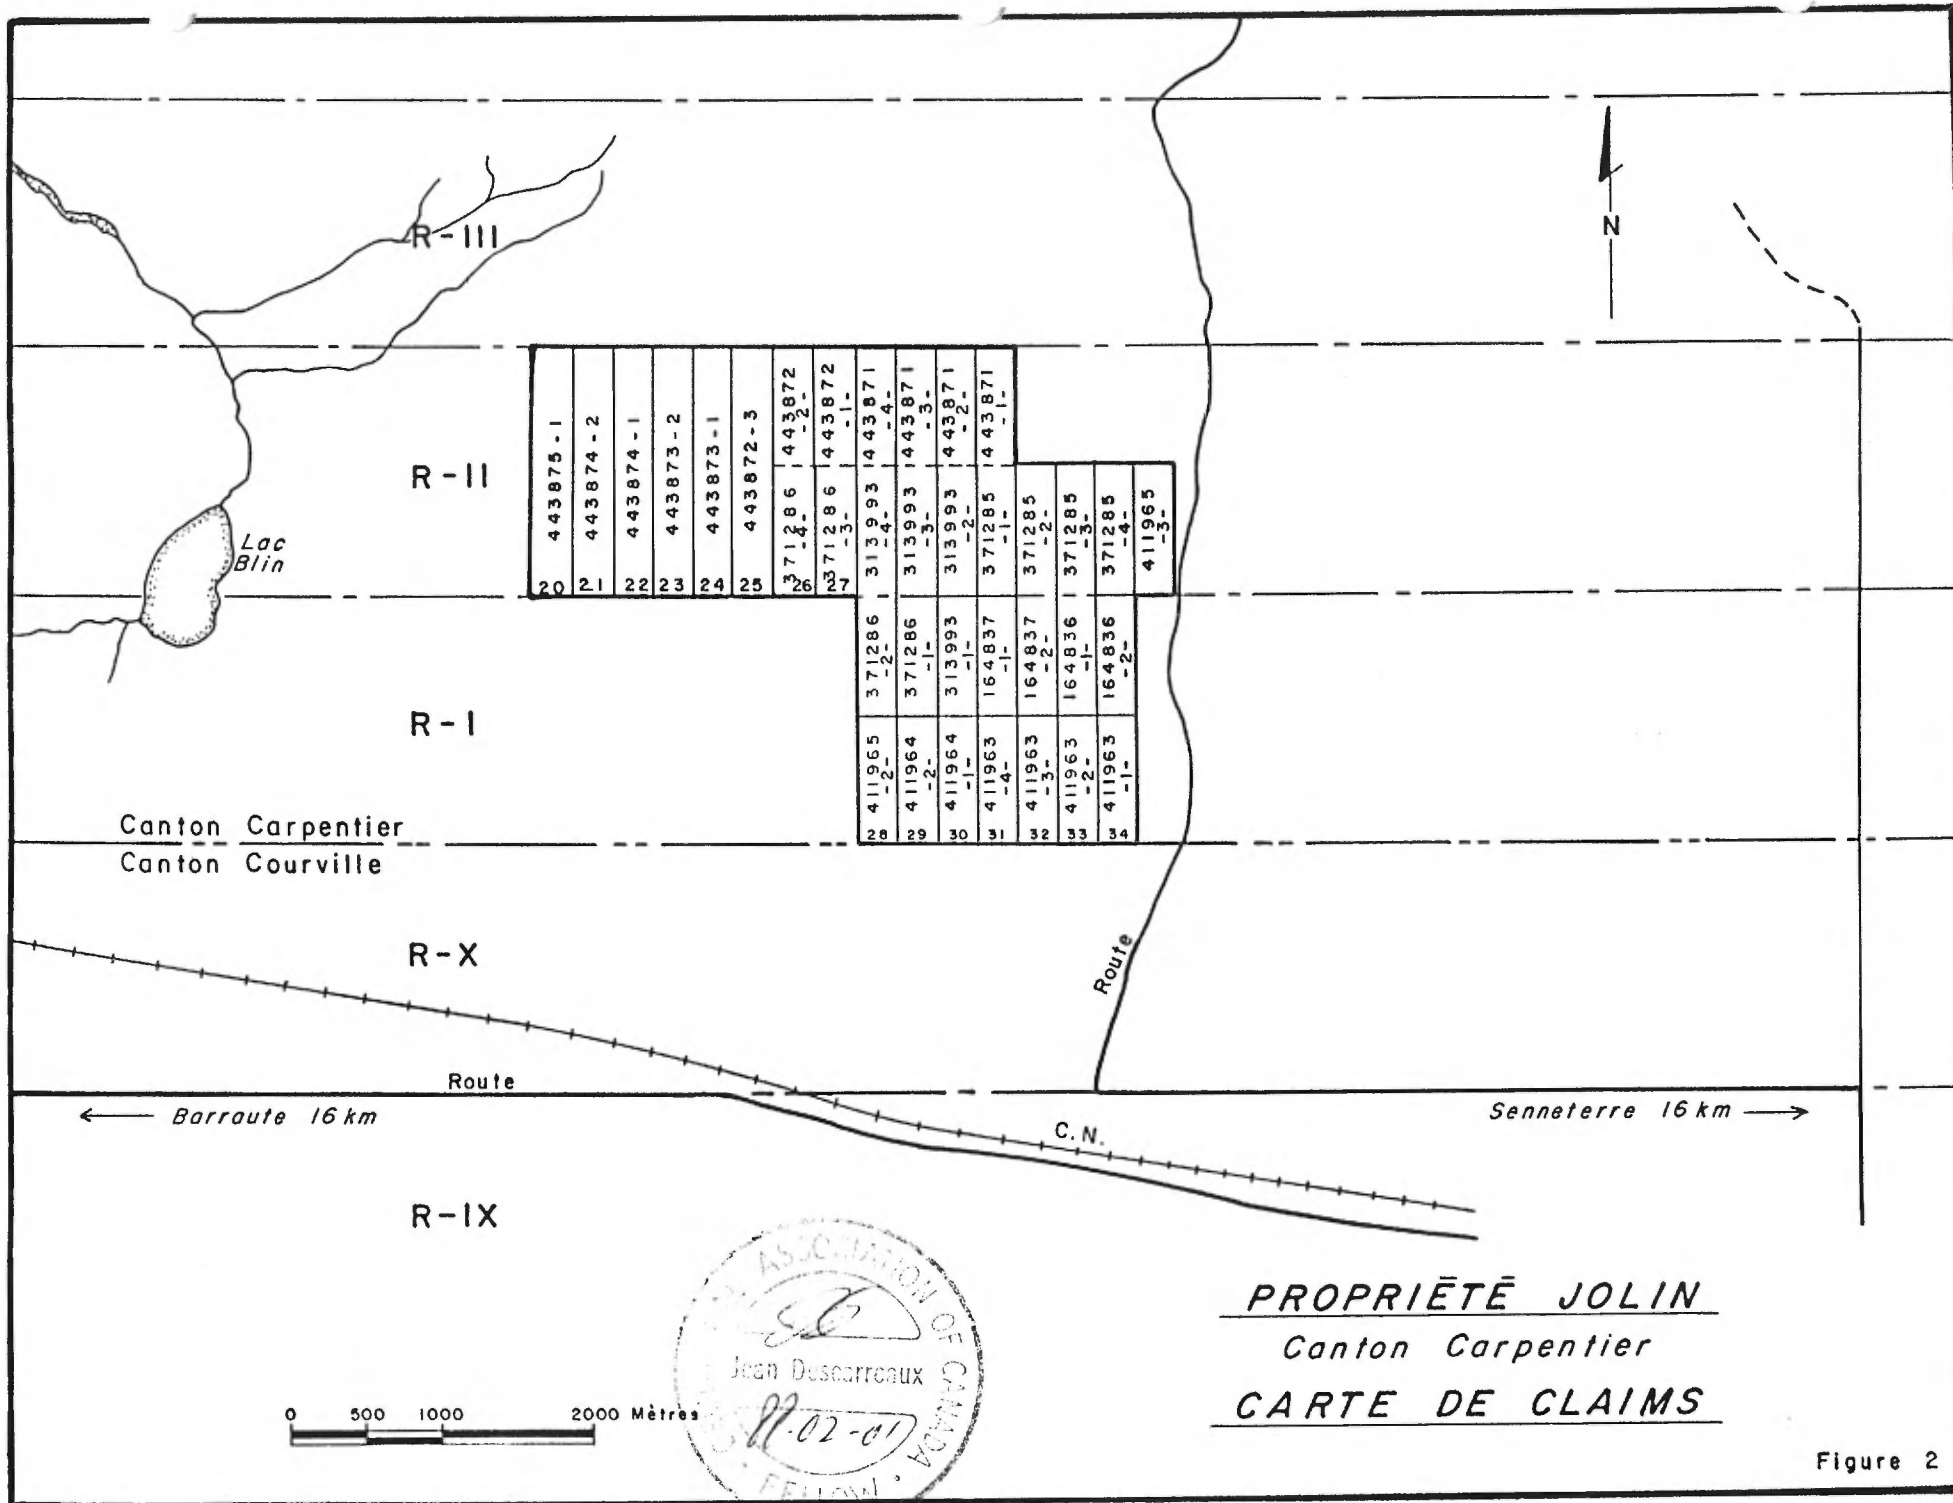 R-III
N
R-II
Lac
Blin
443875-1
443874-2
443874-1
443873-2
443873-1
443872-3
443872
-2-
443872
-1-
443871
-4-
443871
-3-
443871
-2-
443871
-1-
371286
-4-
371286
-3-
313993
-4-
313993
-3-
313993
-2-
371285
-1-
371285
-2-
371285
-3-
371285
-4-
411965
-3-
20 21 22 23 24 25 26 27
R-I
371286
-2-
371286
-1-
313993
-1-
164837
-1-
164837
-2-
164836
-1-
164836
-2-
411965
-2-
411964
-2-
411964
-1-
411963
-4-
411963
-3-
411963
-2-
411963
-1-
28 29 30 31 32 33 34
Canton Carpentier
Canton Courville
R-X
Route
Route
← Barraute 16 km
Senneterre 16 km →
C.N.
R-IX
ASSOCIATION OF CANADA
Jean Descarreaux
FELLOW
0 500 1000 2000 Mètres
PROPRIÉTÉ JOLIN
Canton Carpentier
CARTE DE CLAIMS
Figure 2